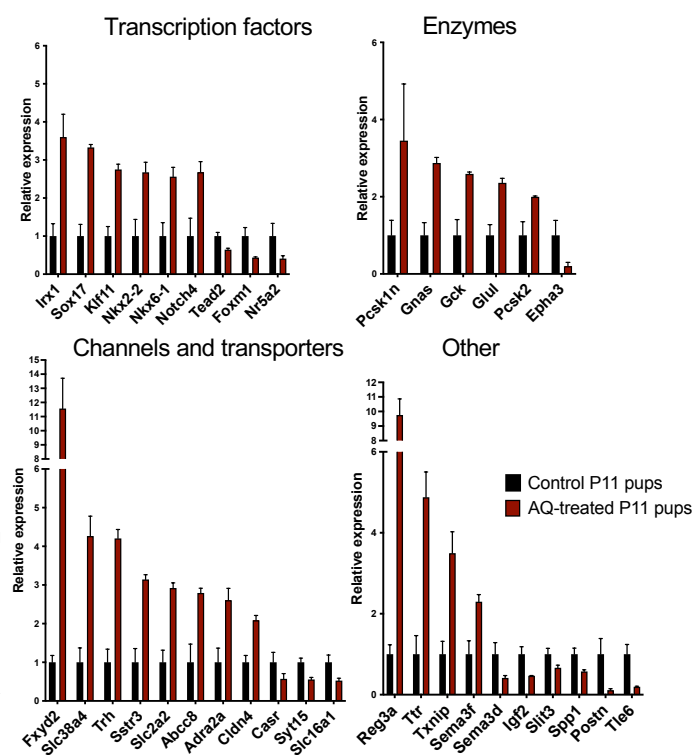 Transcription factors
Relative expression
6
5
4
3
2
1
0
Irx1
Sox17
Klf11
Nkx2-2
Nkx6-1
Notch4
Tead2
Foxm1
Nr5a2
Enzymes
Relative expression
6
4
2
0
Pcsk1n
Gnas
Gck
Glul
Pcsk2
Epha3
Channels and transporters
Relative expression
15
14
13
12
11
10
9
8
6
4
2
0
Fxyd2
Slc38a4
Trh
Sstr3
Slc2a2
Abcc8
Adra2a
Cldn4
Casr
Syt15
Slc16a1
Other
Relative expression
12
11
10
9
8
6
4
2
0
Reg3a
Ttr
Txnip
Sema3f
Sema3d
Igf2
Slit3
Spp1
Postn
Tle6
Control P11 pups
AQ-treated P11 pups